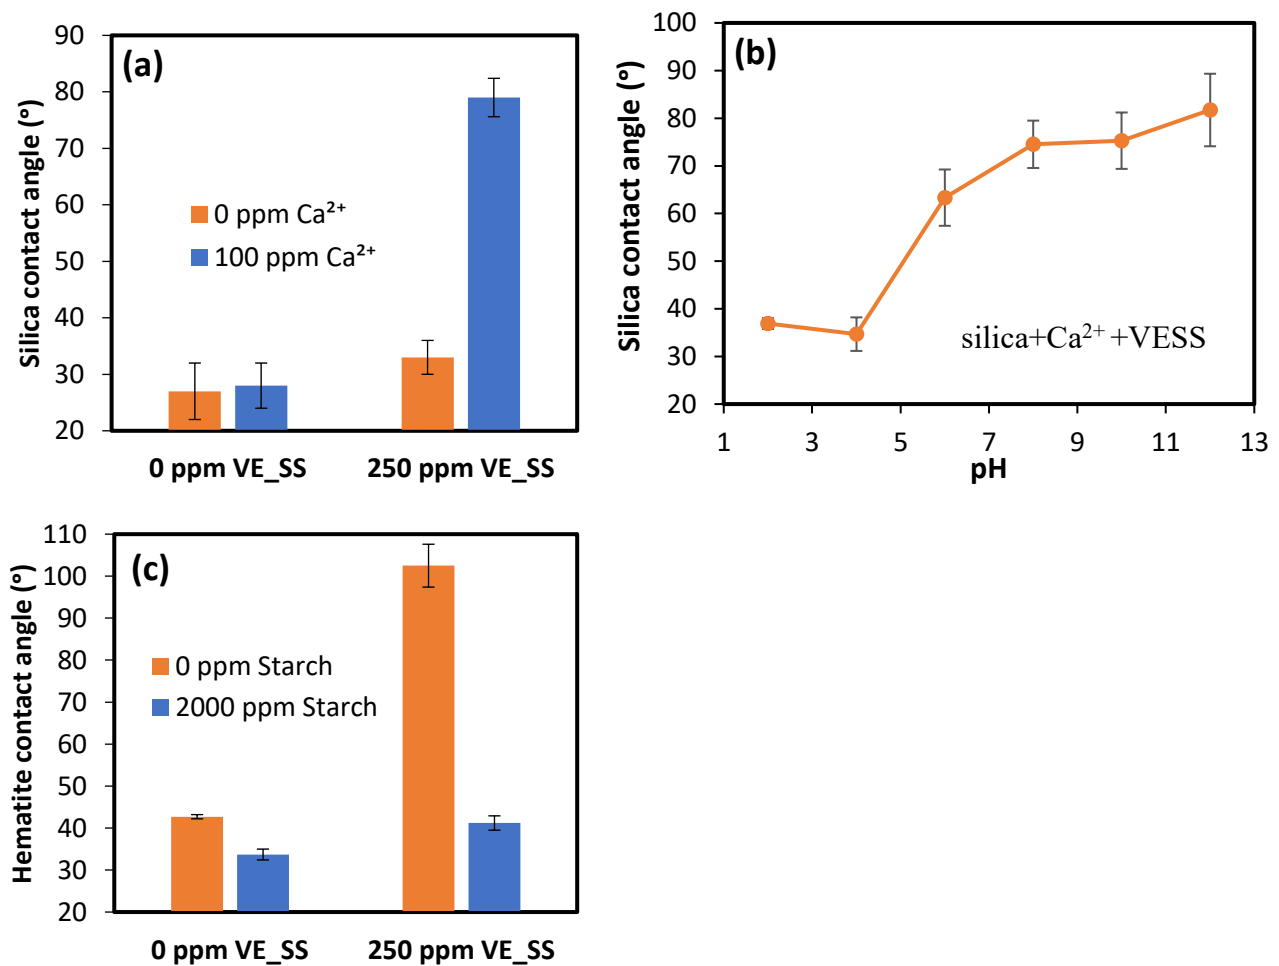 (a)
Silica contact angle (°)
90
80
70
60
50
40
30
20
0 ppm Ca²⁺
100 ppm Ca²⁺
0 ppm VE_SS
250 ppm VE_SS
(b)
Silica contact angle (°)
100
90
80
70
60
50
40
30
20
silica+Ca²⁺ +VESS
1 3 5 7 9 11 13
pH
(c)
Hematite contact angle (°)
110
100
90
80
70
60
50
40
30
20
0 ppm Starch
2000 ppm Starch
0 ppm VE_SS
250 ppm VE_SS